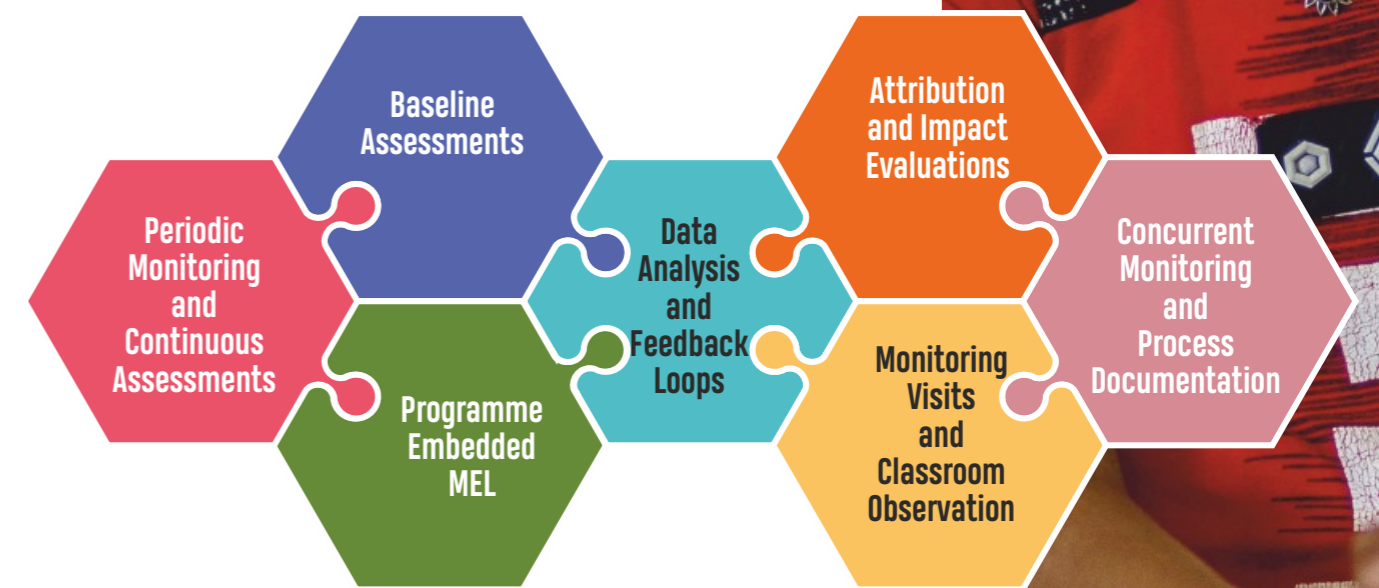 Baseline
Assessments
Attribution
and Impact
Evaluations
Periodic
Monitoring
and
Continuous
Assessments
Data
Analysis
and
Feedback
Loops
Concurrent
Monitoring
and
Process
Documentation
Programme
Embedded
MEL
Monitoring
Visits
and
Classroom
Observation